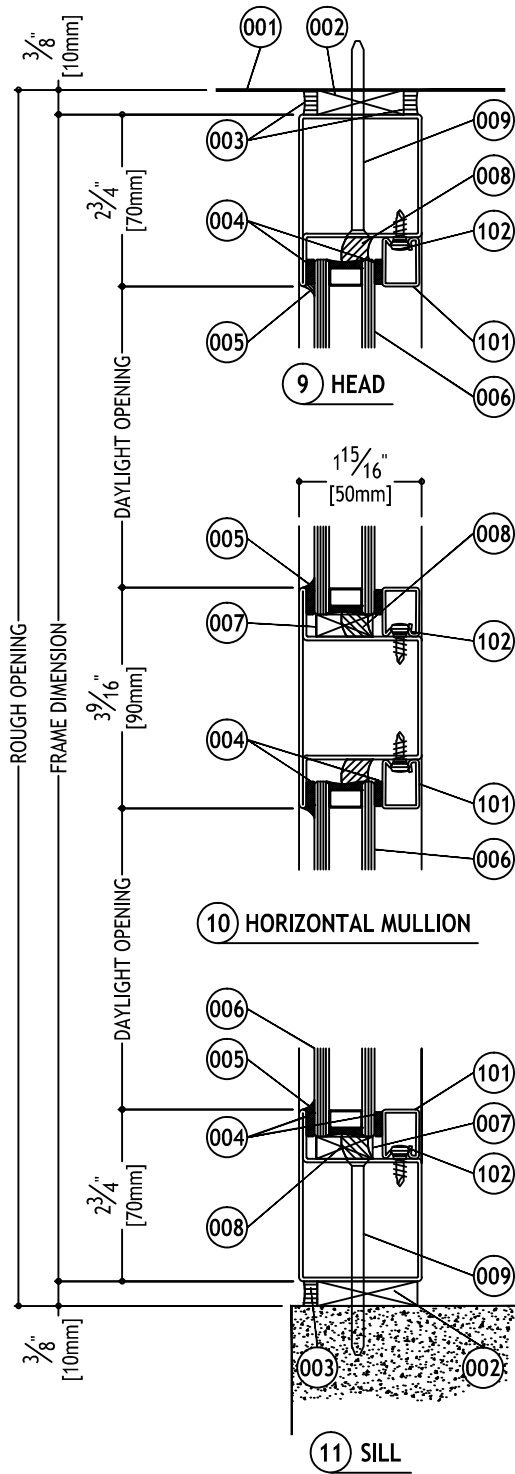 3/8"
[10mm]
001
002
003
009
008
2 3/4"
[70mm]
004
102
005
101
9 HEAD
006
DAYLIGHT OPENING
1 15/16"
[50mm]
005
008
007
102
ROUGH OPENING
FRAME DIMENSION
3 9/16"
[90mm]
004
101
006
10 HORIZONTAL MULLION
DAYLIGHT OPENING
006
005
101
004
007
102
2 3/4"
[70mm]
008
009
3/8"
[10mm]
003
002
11 SILL